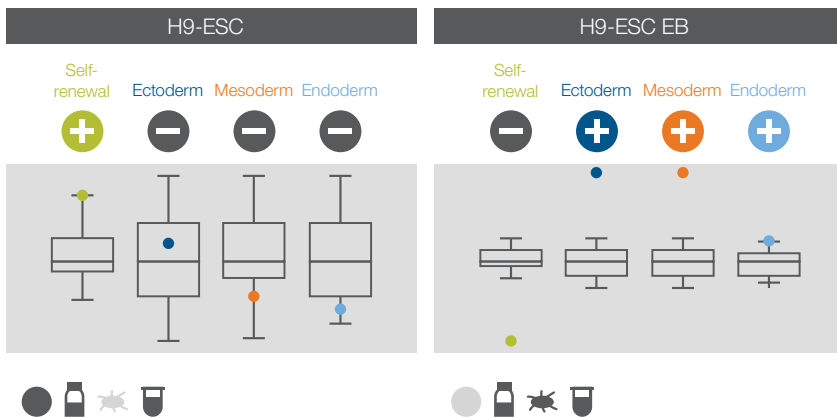 H9-ESC
Self-
renewal
Ectoderm
Mesoderm
Endoderm
H9-ESC EB
Self-
renewal
Ectoderm
Mesoderm
Endoderm